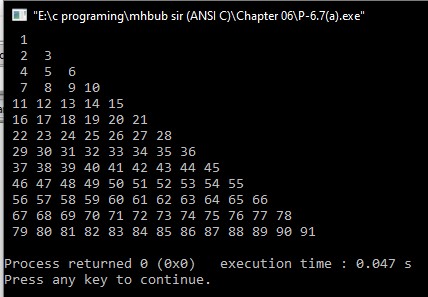 "E:\c programing\mhbub sir (ANSI C)\Chapter 06\P-6.7(a).exe"
1
2 3
4 5 6
7 8 9 10
11 12 13 14 15
16 17 18 19 20 21
22 23 24 25 26 27 28
29 30 31 32 33 34 35 36
37 38 39 40 41 42 43 44 45
46 47 48 49 50 51 52 53 54 55
56 57 58 59 60 61 62 63 64 65 66
67 68 69 70 71 72 73 74 75 76 77 78
79 80 81 82 83 84 85 86 87 88 89 90 91
Process returned 0 (0x0)   execution time : 0.047 s
Press any key to continue.